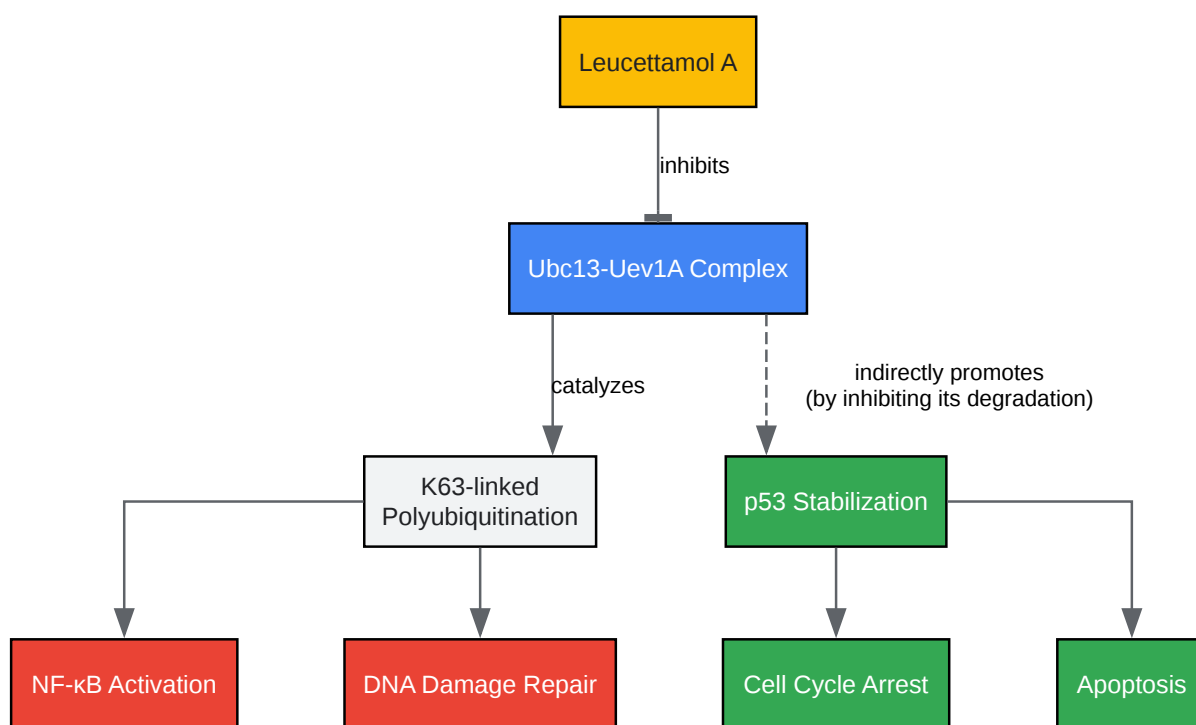 Leucettamol A
inhibits
Ubc13-Uev1A Complex
catalyzes
indirectly promotes
(by inhibiting its degradation)
K63-linked
Polyubiquitination
p53 Stabilization
NF-κB Activation
DNA Damage Repair
Cell Cycle Arrest
Apoptosis